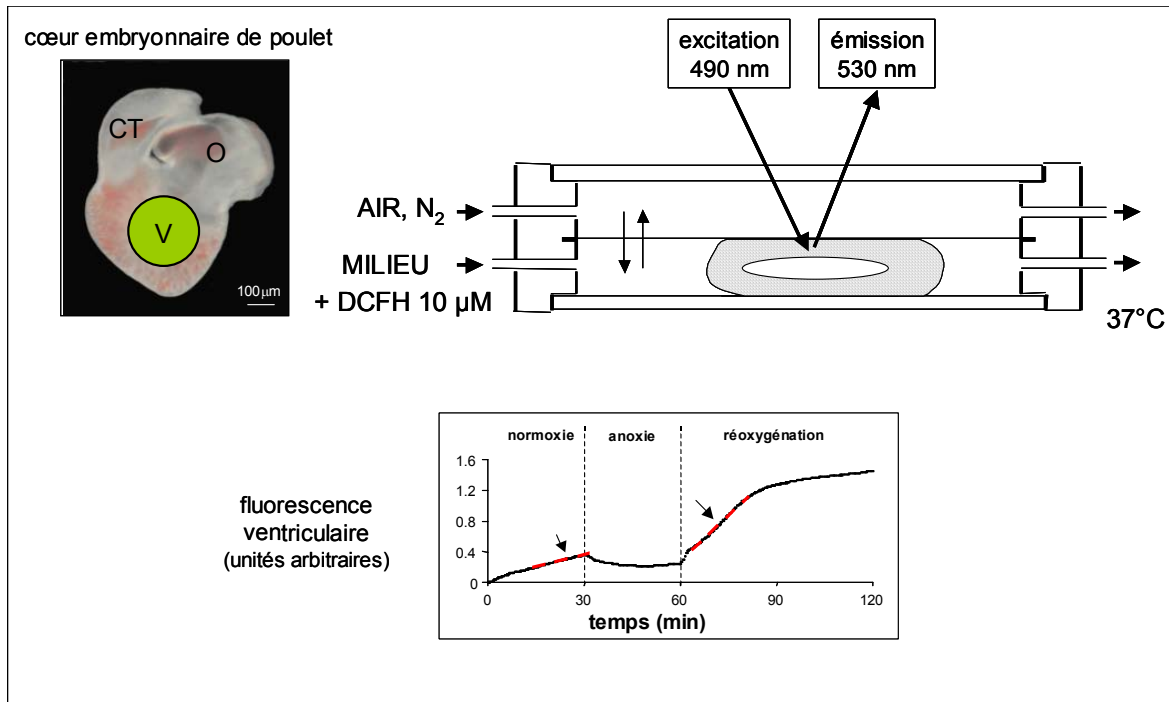 cœur embryonnaire de poulet
CT
O
V
100 µm
excitation
490 nm
émission
530 nm
AIR, N₂
MILIEU
+ DCFH 10 µM
37°C
fluorescence
ventriculaire
(unités arbitraires)
normoxie anoxie réoxygénation
1.6
1.2
0.8
0.4
0
0 30 60 90 120
temps (min)